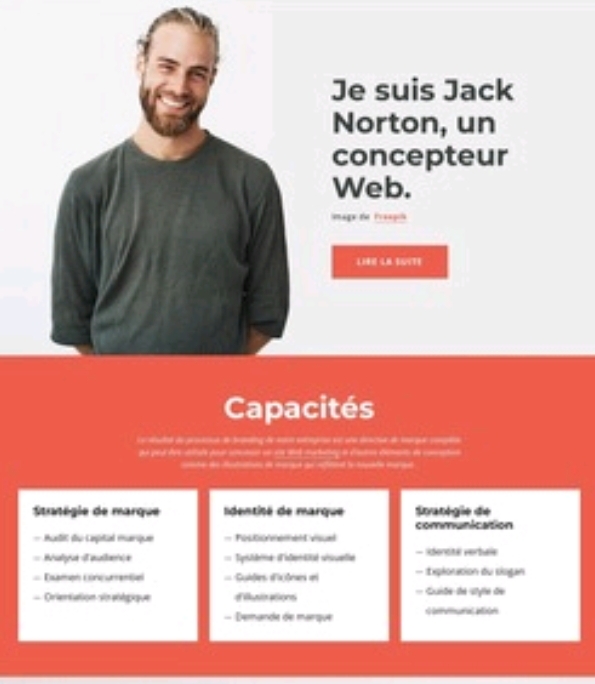 Je suis Jack
Norton, un
concepteur
Web.
Image de Freepik
LIRE LA SUITE
Capacités
Le résultat du processus de branding de notre entreprise est une directive de marque complète
qui peut être utilisée pour concevoir un site Web marketing et d'autres éléments de conception
comme des illustrations de marque qui reflètent la nouvelle marque.
Stratégie de marque
— Audit du capital marque
— Analyse d'audience
— Examen concurrentiel
— Orientation stratégique
Identité de marque
— Positionnement visuel
— Système d'identité visuelle
— Guides d'icônes et
d'illustrations
— Demande de marque
Stratégie de
communication
— Identité verbale
— Exploration du slogan
— Guide de style de
communication